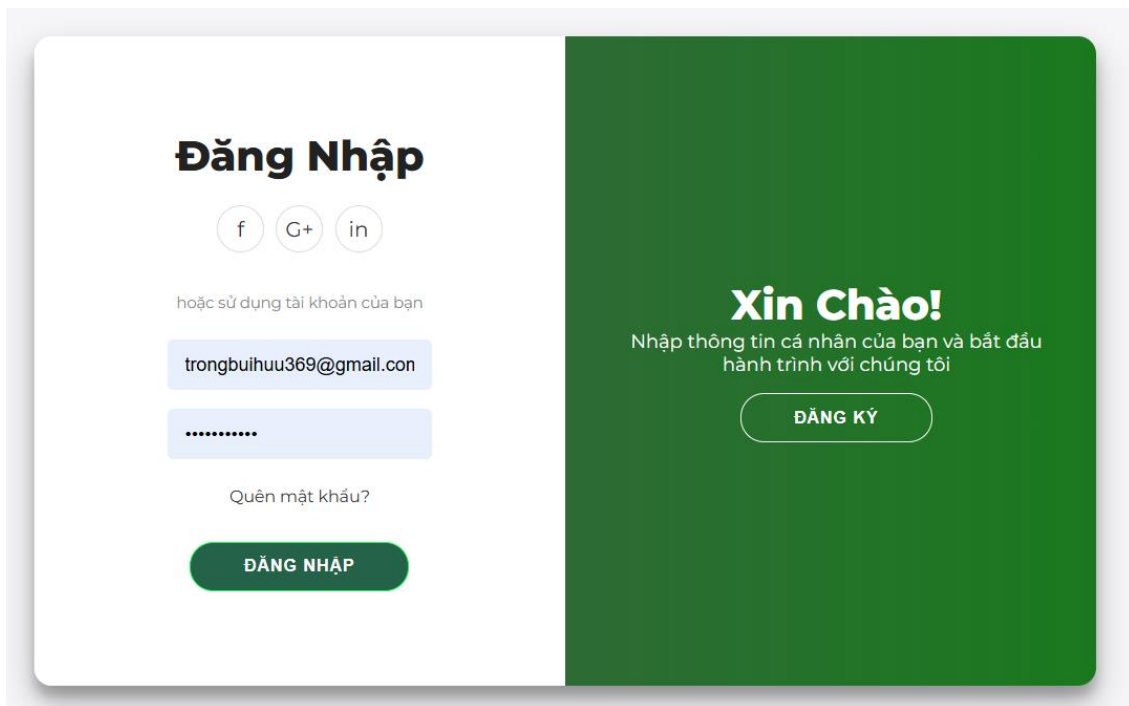 Đăng Nhập
f G+ in
hoặc sử dụng tài khoản của bạn
trongbuihuu369@gmail.con
•••••••••••
Quên mật khẩu?
ĐĂNG NHẬP
Xin Chào!
Nhập thông tin cá nhân của bạn và bắt đầu
hành trình với chúng tôi
ĐĂNG KÝ